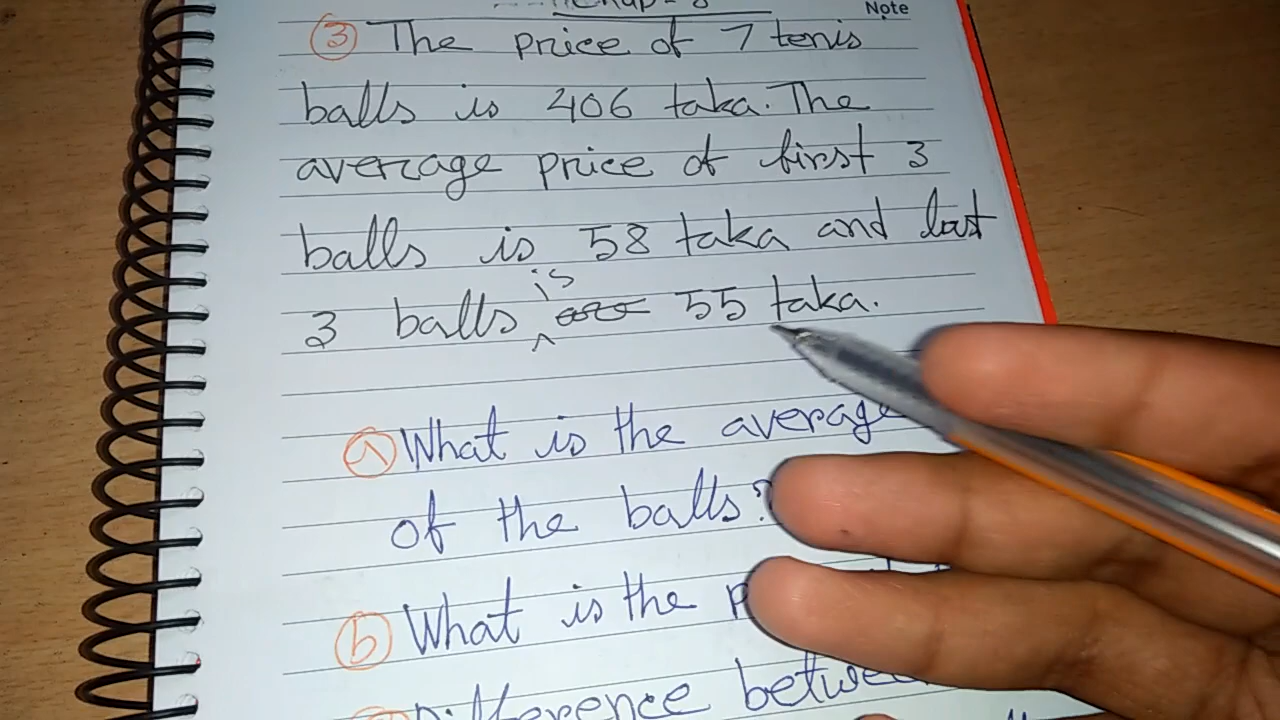 Note
③ The price of 7 tenis
balls is 406 taka. The
average price of first 3
balls is 58 taka and last
3 balls is 55 taka.
ⓐ What is the average
of the balls?
ⓑ What is the
Difference